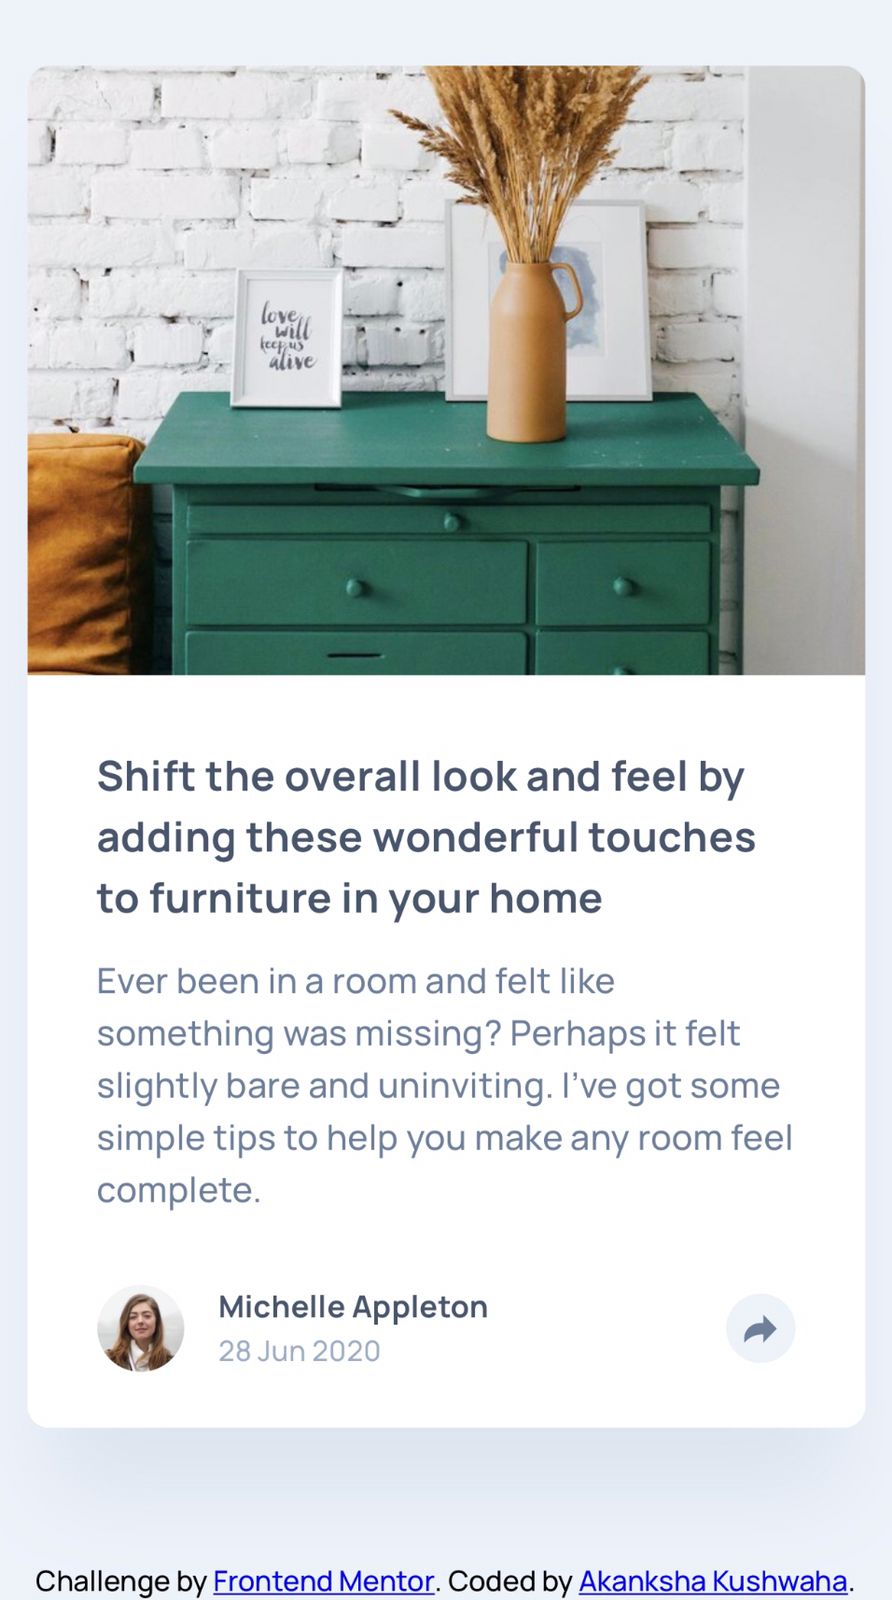 love
will
keep us
alive
Shift the overall look and feel by
adding these wonderful touches
to furniture in your home
Ever been in a room and felt like
something was missing? Perhaps it felt
slightly bare and uninviting. I’ve got some
simple tips to help you make any room feel
complete.
Michelle Appleton
28 Jun 2020
Challenge by Frontend Mentor. Coded by Akanksha Kushwaha.